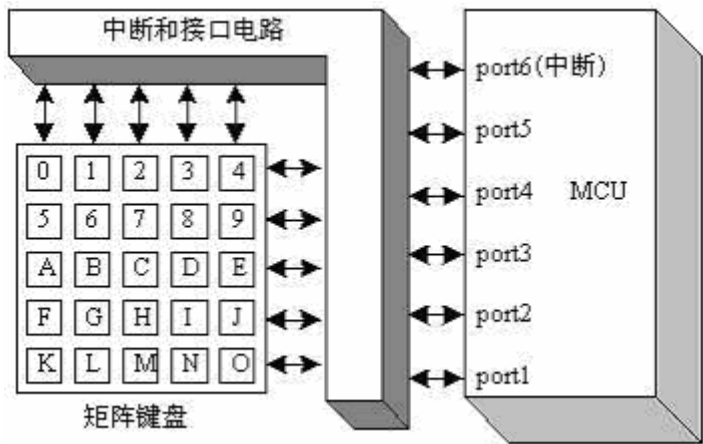 中断和接口电路
0 1 2 3 4
5 6 7 8 9
A B C D E
F G H I J
K L M N O
矩阵键盘
port6(中断)
port5
port4 MCU
port3
port2
port1